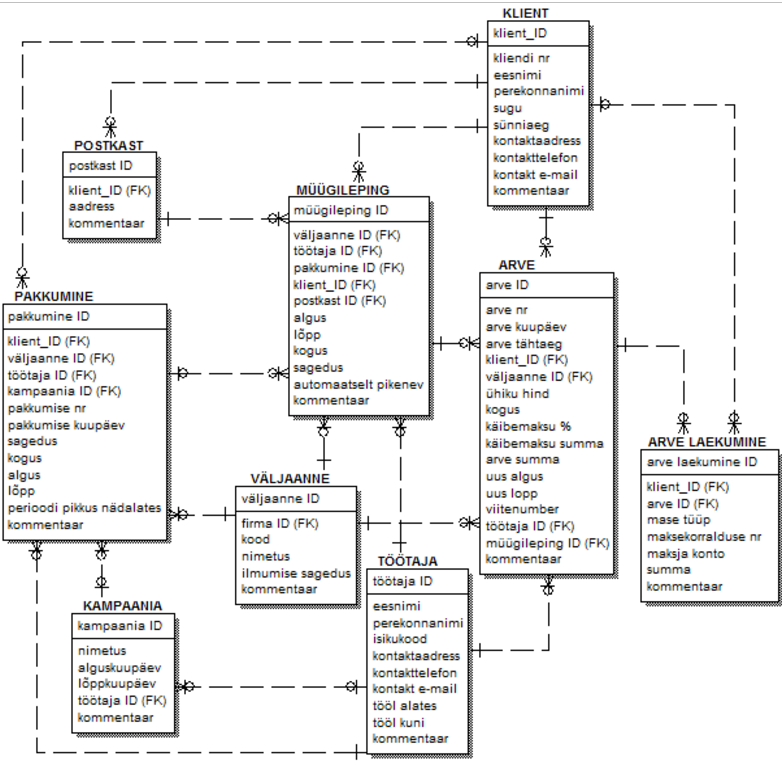 KLIENT
klient_ID
kliendi nr
eesnimi
perekonnanimi
sugu
sünniaeg
kontaktaadress
kontakttelefon
kontakt e-mail
kommentaar
POSTKAST
postkast ID
klient_ID (FK)
aadress
kommentaar
MÜÜGILEPING
müügileping ID
väljaanne ID (FK)
töötaja ID (FK)
pakkumine ID (FK)
klient_ID (FK)
postkast ID (FK)
algus
lõpp
kogus
sagedus
automaatselt pikenev
kommentaar
ARVE
arve ID
arve nr
arve kuupäev
arve tähtaeg
klient_ID (FK)
väljaanne ID (FK)
ühiku hind
kogus
käibemaksu %
käibemaksu summa
arve summa
uus algus
uus lopp
viitenumber
töötaja ID (FK)
müügileping ID (FK)
kommentaar
PAKKUMINE
pakkumine ID
klient_ID (FK)
väljaanne ID (FK)
töötaja ID (FK)
kampaania ID (FK)
pakkumise nr
pakkumise kuupäev
sagedus
kogus
algus
lõpp
perioodi pikkus nädalates
kommentaar
ARVE LAEKUMINE
arve laekumine ID
klient_ID (FK)
arve ID (FK)
mase tüüp
maksekorralduse nr
maksja konto
summa
kommentaar
VÄLJAANNE
väljaanne ID
firma ID (FK)
kood
nimetus
ilmumise sagedus
kommentaar
TÖÖTAJA
töötaja ID
eesnimi
perekonnanimi
isikukood
kontaktaadress
kontakttelefon
kontakt e-mail
tööl alates
tööl kuni
kommentaar
KAMPAANIA
kampaania ID
nimetus
alguskuupäev
lõppkuupäev
töötaja ID (FK)
kommentaar